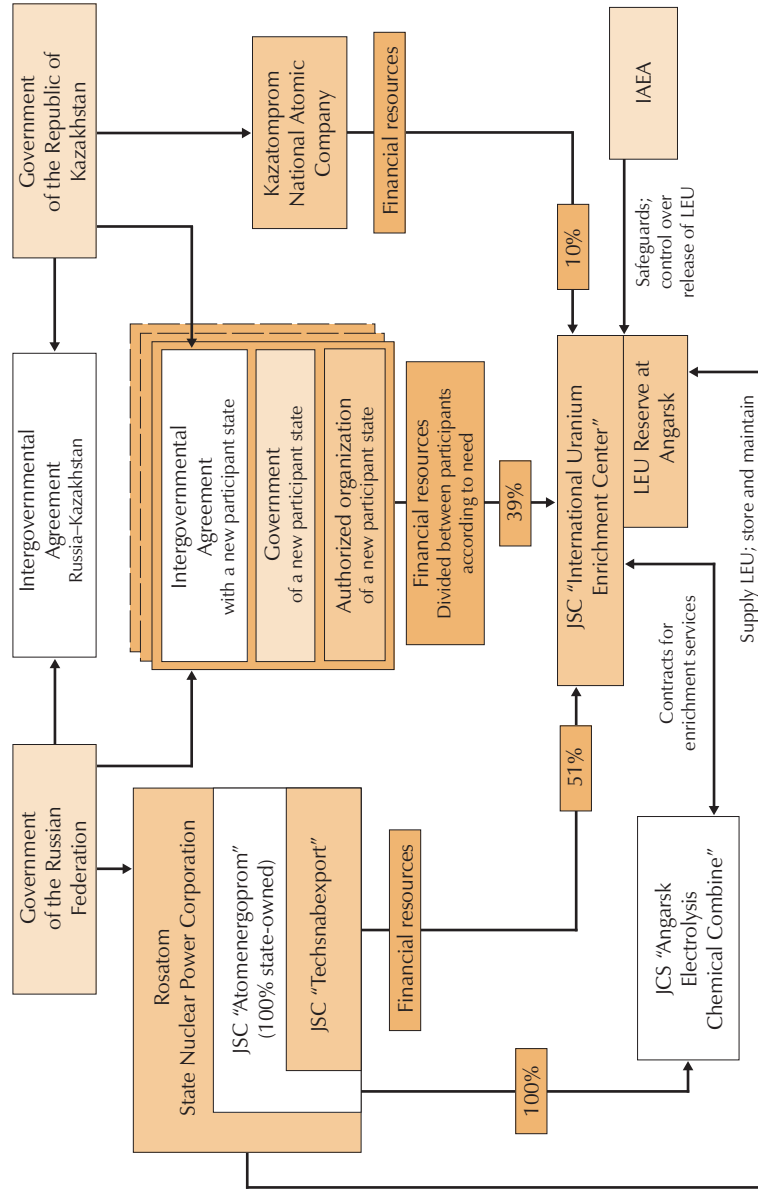 Government
of the Russian
Federation
Intergovernmental
Agreement
Russia–Kazakhstan
Government
of the Republic of
Kazakhstan
Rosatom
State Nuclear Power Corporation
JSC “Atomenergoprom”
(100% state-owned)
JSC “Techsnabexport”
Intergovernmental
Agreement
with a new participant state
Government
of a new participant state
Authorized organization
of a new participant state
Kazatomprom
National Atomic
Company
Financial resources
Financial resources
Divided between participants
according to need
Financial resources
100%
51%
39%
10%
JSC “International Uranium
Enrichment Center”
LEU Reserve at
Angarsk
Safeguards;
control over
release of LEU
IAEA
Contracts for
enrichment services
JCS “Angarsk
Electrolysis
Chemical Combine”
Supply LEU; store and maintain